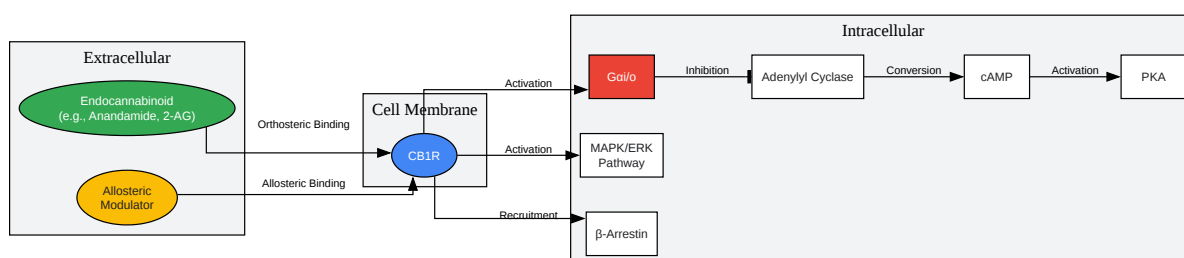 Extracellular
Endocannabinoid
(e.g., Anandamide, 2-AG)
Allosteric
Modulator
Orthosteric Binding
Allosteric Binding
Cell Membrane
CB1R
Activation
Activation
Recruitment
Intracellular
Gαi/o
Inhibition
Adenylyl Cyclase
Conversion
cAMP
Activation
PKA
MAPK/ERK
Pathway
β-Arrestin